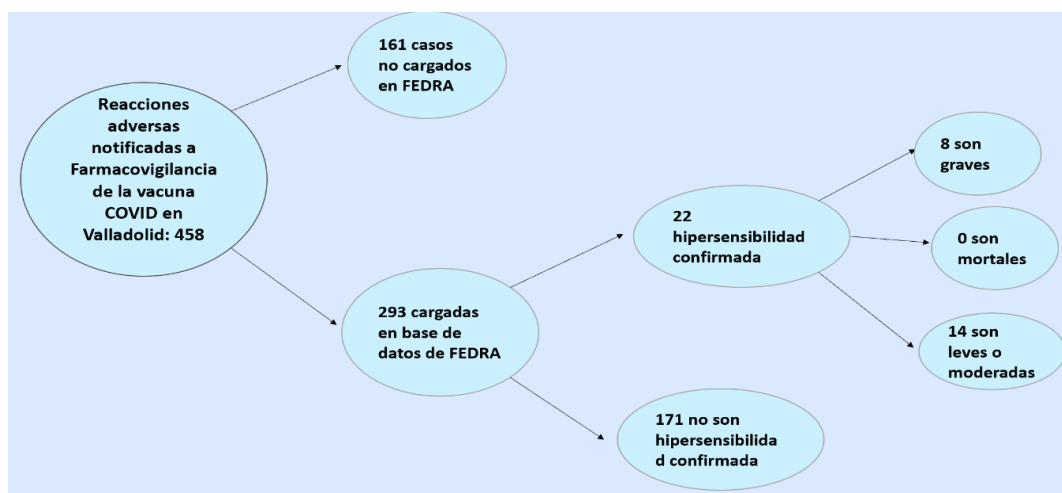 Reacciones
adversas
notificadas a
Farmacovigilancia
de la vacuna
COVID en
Valladolid: 458
161 casos
no cargados
en FEDRA
293 cargadas
en base de
datos de FEDRA
22
hipersensibilidad
confirmada
171 no son
hipersensibilida
d confirmada
8 son
graves
0 son
mortales
14 son
leves o
moderadas